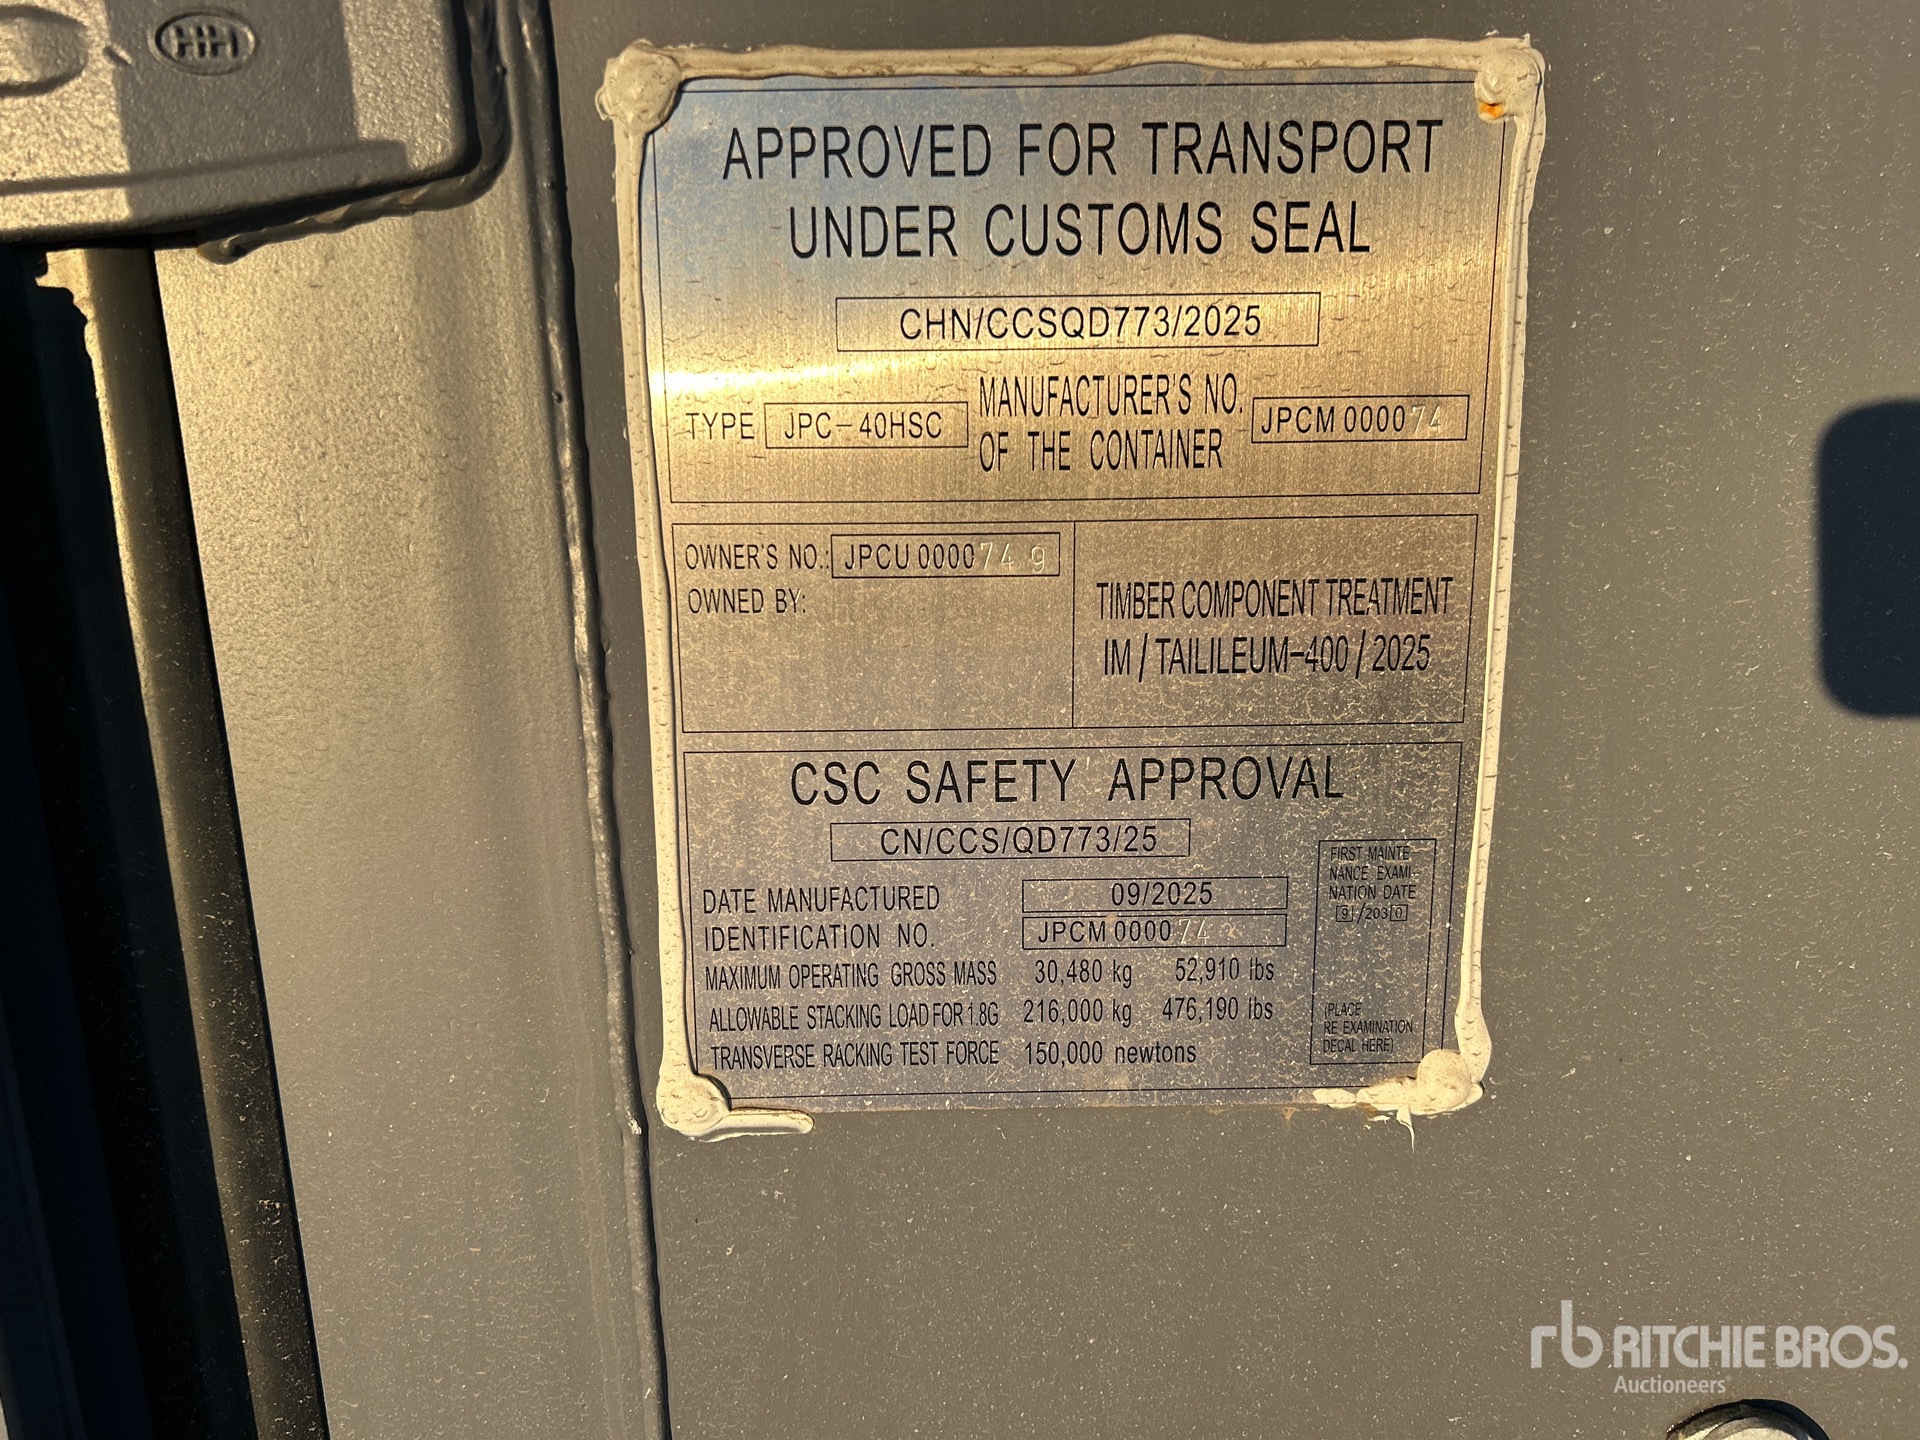 HH
APPROVED FOR TRANSPORT
UNDER CUSTOMS SEAL
CHN/CCSQD773/2025
TYPE JPC-40HSC MANUFACTURER'S NO. OF THE CONTAINER JPCM 000074
OWNER'S NO.: JPCU 000074 9
OWNED BY:
TIMBER COMPONENT TREATMENT
IM / TAILILEUM-400 / 2025
CSC SAFETY APPROVAL
CN/CCS/QD773/25
DATE MANUFACTURED 09/2025
IDENTIFICATION NO. JPCM 000074
MAXIMUM OPERATING GROSS MASS 30,480 kg 52,910 lbs
ALLOWABLE STACKING LOAD FOR 1.8G 216,000 kg 476,190 lbs
TRANSVERSE RACKING TEST FORCE 150,000 newtons
FIRST MAINTE-
NANCE EXAMI-
NATION DATE
9/2030
(PLACE
RE EXAMINATION
DECAL HERE)
rb RITCHIE BROS.
Auctioneers